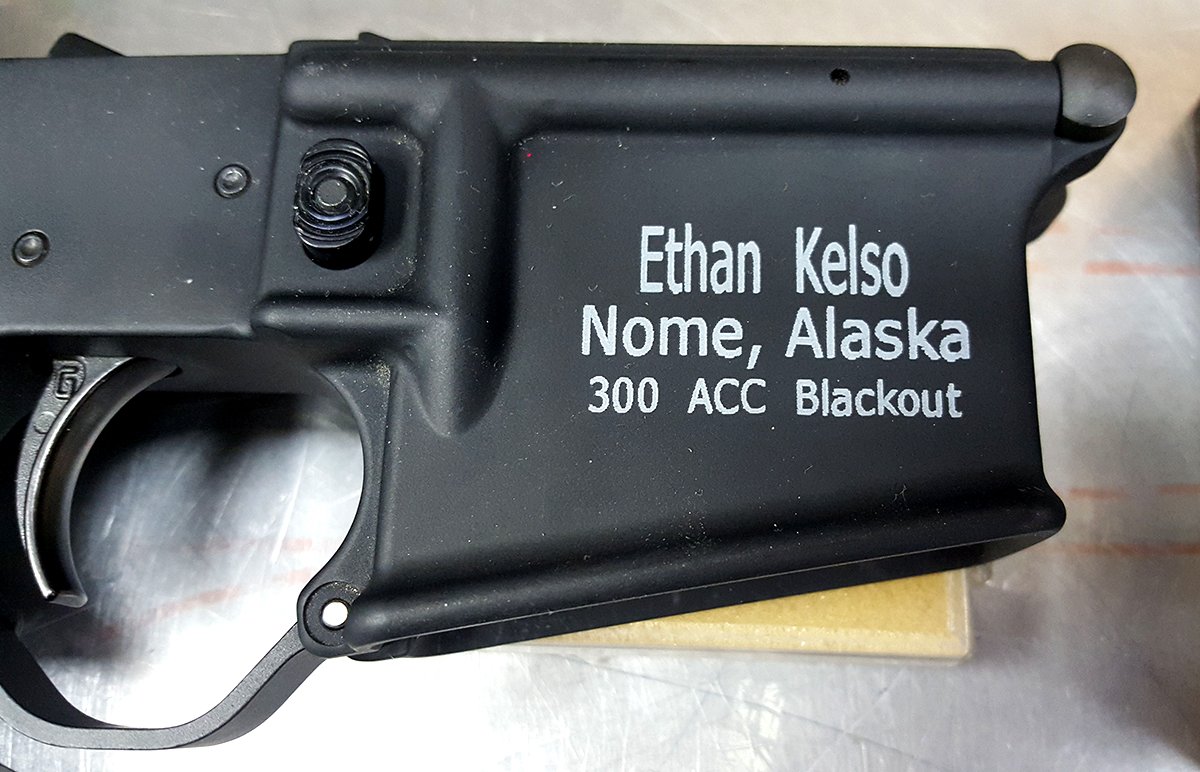 Ethan Kelso
Nome, Alaska
300 ACC Blackout